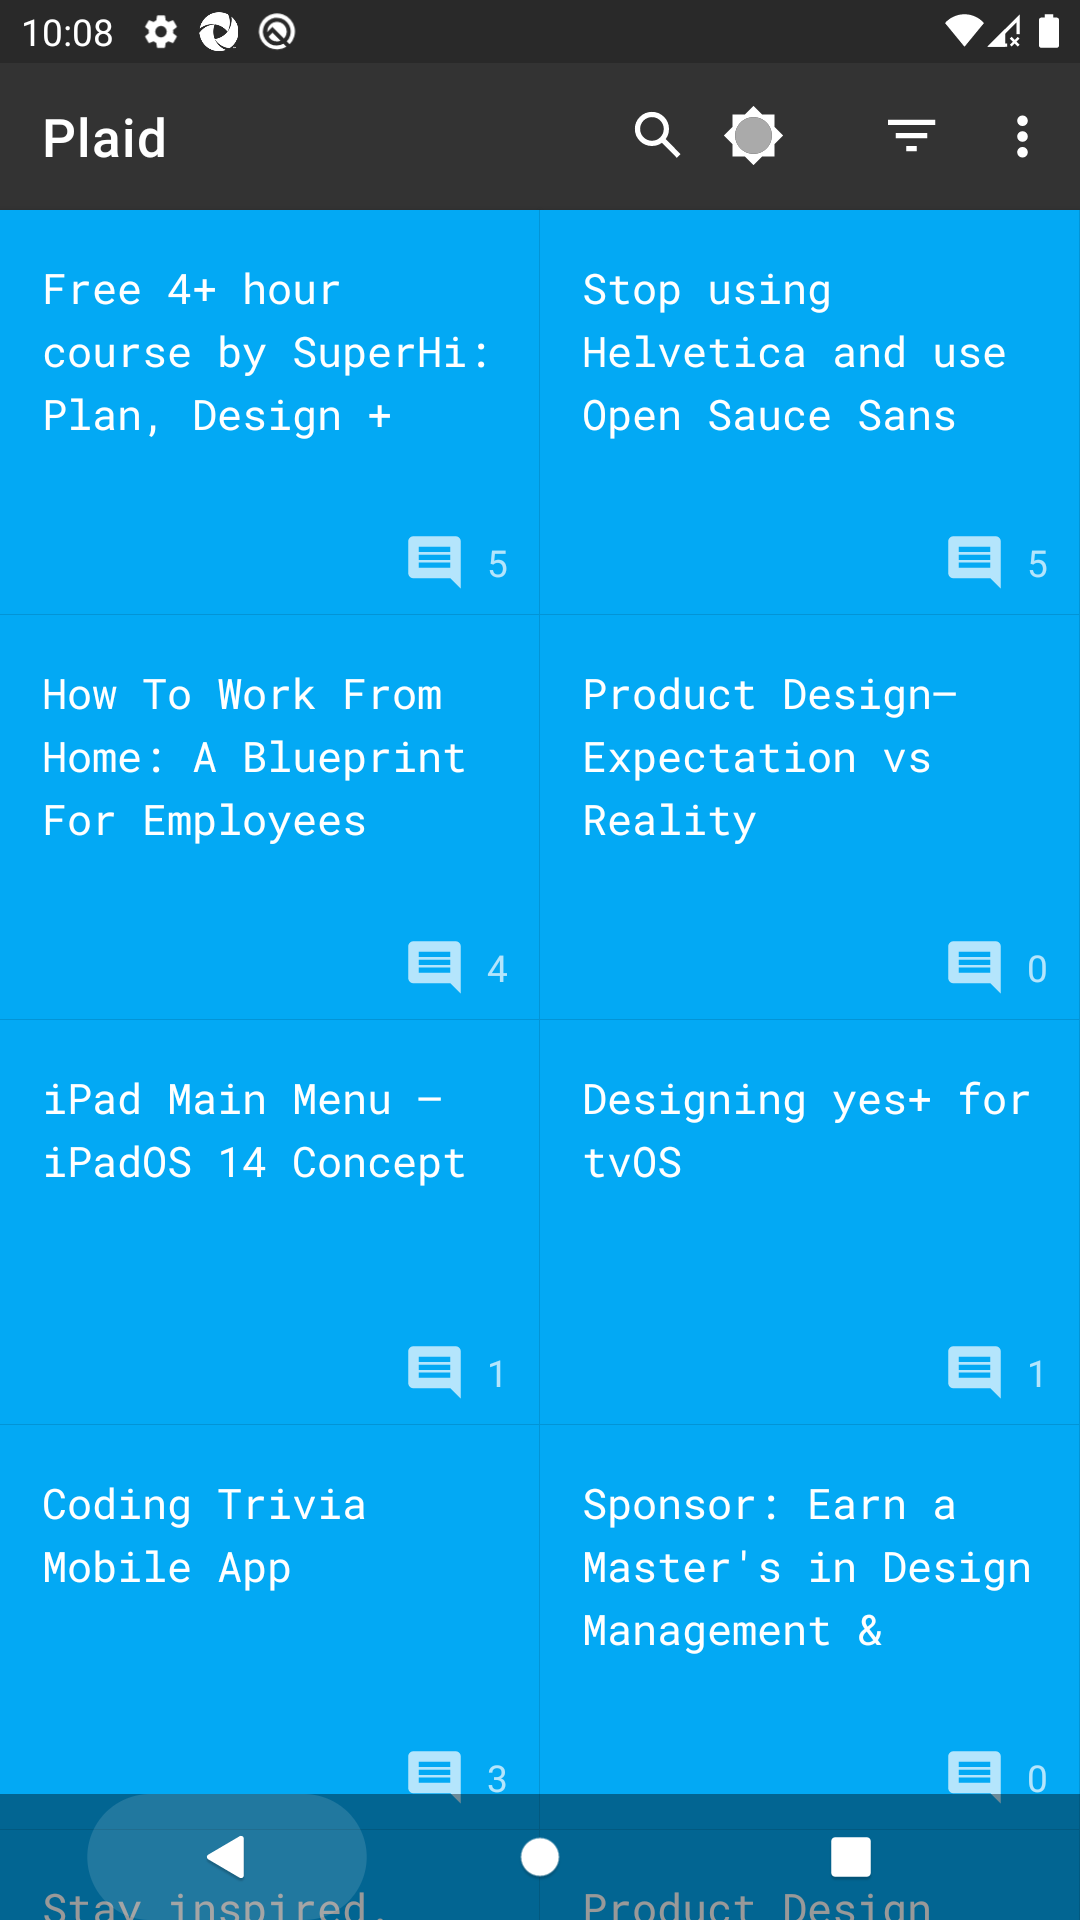 10:08
Plaid
Free 4+ hour
course by SuperHi:
Plan, Design +
5
Stop using
Helvetica and use
Open Sauce Sans
5
How To Work From
Home: A Blueprint
For Employees
4
Product Design–
Expectation vs
Reality
0
iPad Main Menu –
iPadOS 14 Concept
1
Designing yes+ for
tvOS
1
Coding Trivia
Mobile App
3
Sponsor: Earn a
Master's in Design
Management &
0
Stay inspired.
Product Design